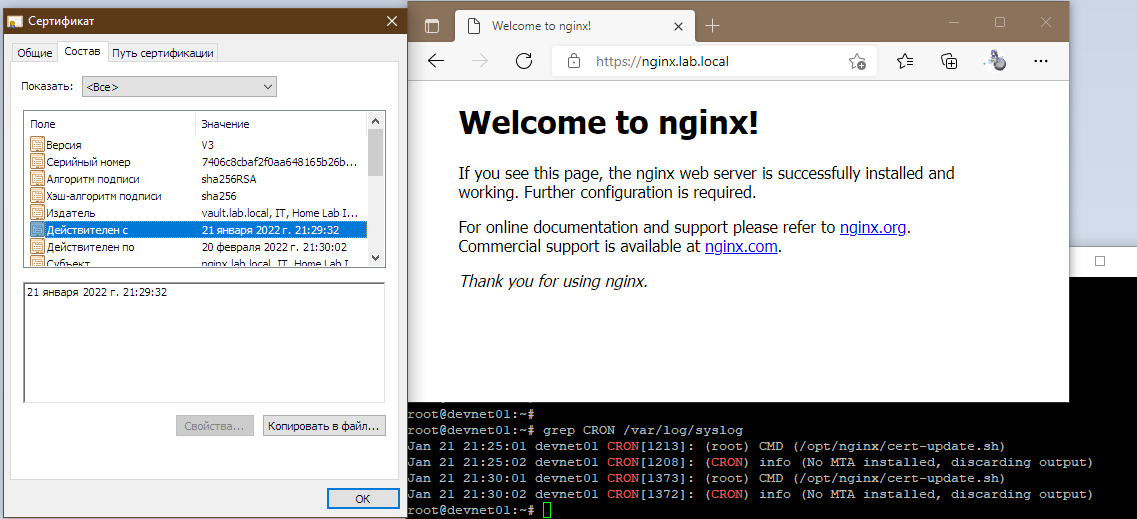 Сертификат
Общие
Состав
Путь сертификации
Показать:
<Все>
Поле
Значение
Версия
V3
Серийный номер
7406c8cbaf2f0aa648165b26b...
Алгоритм подписи
sha256RSA
Хэш-алгоритм подписи
sha256
Издатель
vault.lab.local, IT, Home Lab I...
Действителен с
21 января 2022 г. 21:29:32
Действителен по
20 февраля 2022 г. 21:30:02
Субъект
nginx.lab.local, IT, Home Lab I...
21 января 2022 г. 21:29:32
Свойства...
Копировать в файл...
OK
Welcome to nginx!
https://nginx.lab.local
Welcome to nginx!
If you see this page, the nginx web server is successfully installed and
working. Further configuration is required.
For online documentation and support please refer to nginx.org.
Commercial support is available at nginx.com.
Thank you for using nginx.
root@devnet01:~#
root@devnet01:~# grep CRON /var/log/syslog
Jan 21 21:25:01 devnet01 CRON[1213]: (root) CMD (/opt/nginx/cert-update.sh)
Jan 21 21:25:02 devnet01 CRON[1208]: (CRON) info (No MTA installed, discarding output)
Jan 21 21:30:01 devnet01 CRON[1373]: (root) CMD (/opt/nginx/cert-update.sh)
Jan 21 21:30:02 devnet01 CRON[1372]: (CRON) info (No MTA installed, discarding output)
root@devnet01:~#